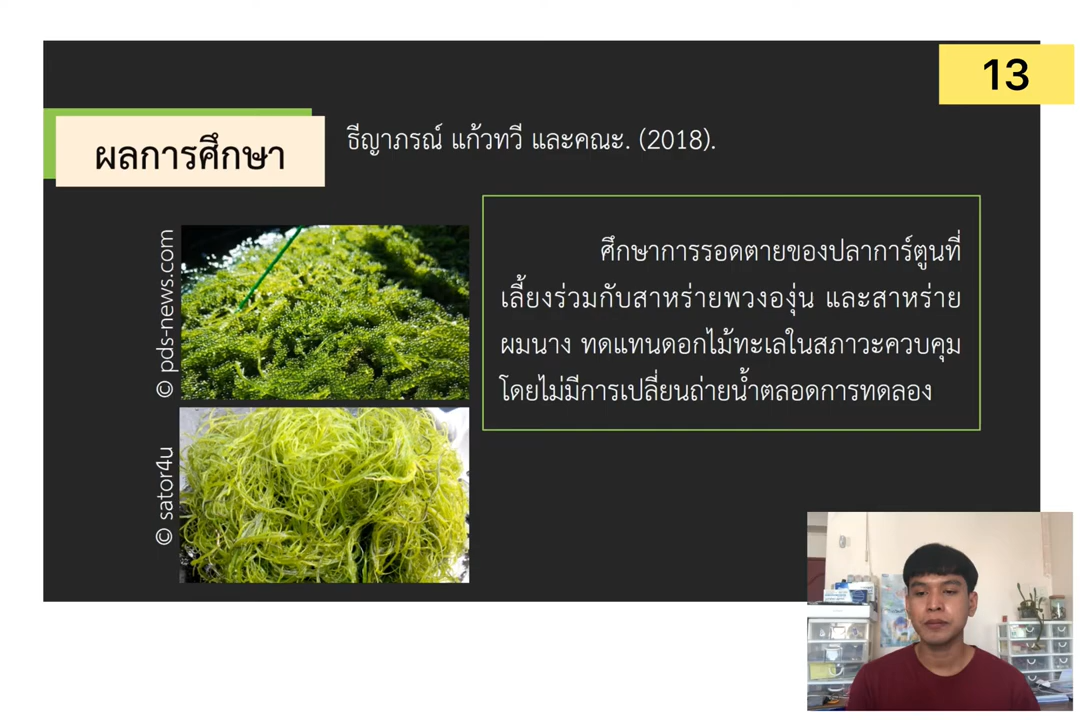 13
ผลการศึกษา
ธีญาภรณ์ แก้วทวี และคณะ. (2018).
© pds-news.com
ศึกษาการรอดตายของปลาการ์ตูนที่
เลี้ยงร่วมกับสาหร่ายพวงองุ่น และสาหร่าย
ผมนาง ทดแทนดอกไม้ทะเลในสภาวะควบคุม
โดยไม่มีการเปลี่ยนถ่ายน้ำตลอดการทดลอง
© sator4u